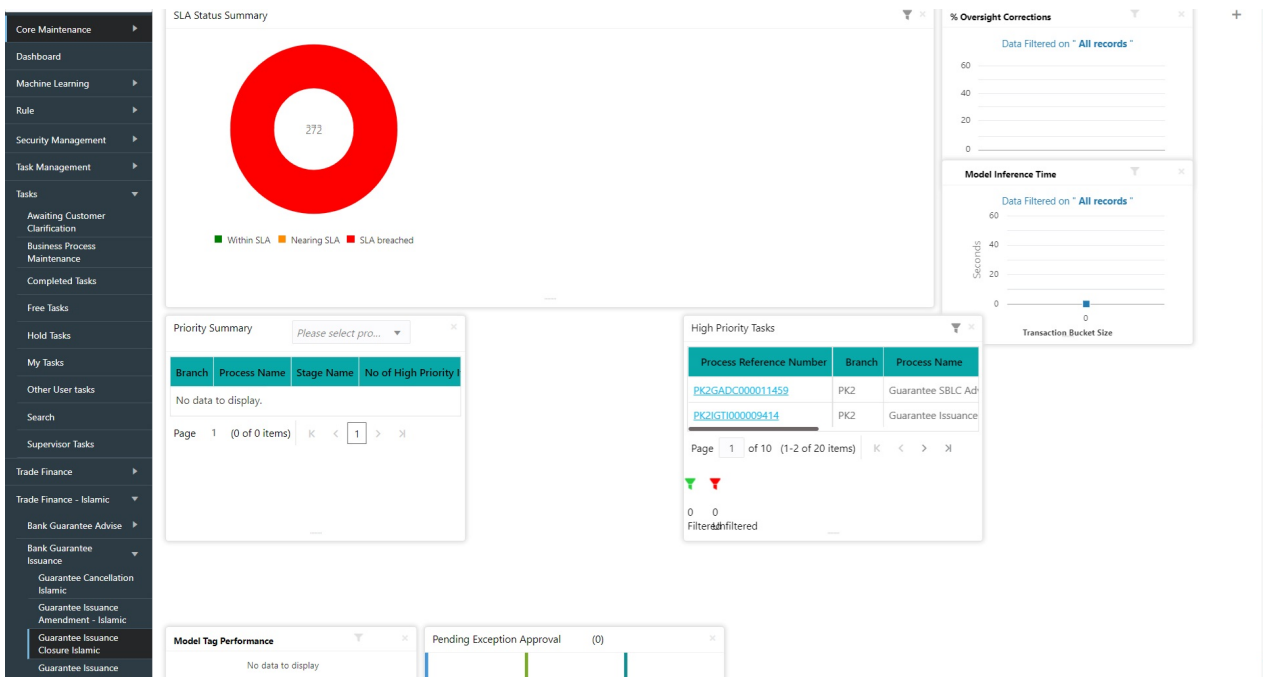 Core Maintenance
Dashboard
Machine Learning
Rule
Security Management
Task Management
Tasks
Awaiting Customer
Clarification
Business Process
Maintenance
Completed Tasks
Free Tasks
Hold Tasks
My Tasks
Other User tasks
Search
Supervisor Tasks
Trade Finance
Trade Finance - Islamic
Bank Guarantee Advise
Bank Guarantee
Issuance
Guarantee Cancellation
Islamic
Guarantee Issuance
Amendment - Islamic
Guarantee Issuance
Closure Islamic
Guarantee Issuance
SLA Status Summary
Within SLA Nearing SLA SLA breached
% Oversight Corrections
Data Filtered on " All records "
60
40
20
0
Model Inference Time
Data Filtered on " All records "
60
40
20
0
Seconds
0
Transaction Bucket Size
Priority Summary Please select pro...
Branch Process Name Stage Name No of High Priority
No data to display.
Page 1 (0 of 0 items) 1
High Priority Tasks
Process Reference Number Branch Process Name
PK2GADC000011459 PK2 Guarantee SBLC Ad
PK2IGTI000009414 PK2 Guarantee Issuance
Page 1 of 10 (1-2 of 20 items)
0 0
Filtered Unfiltered
Model Tag Performance
No data to display
Pending Exception Approval (0)